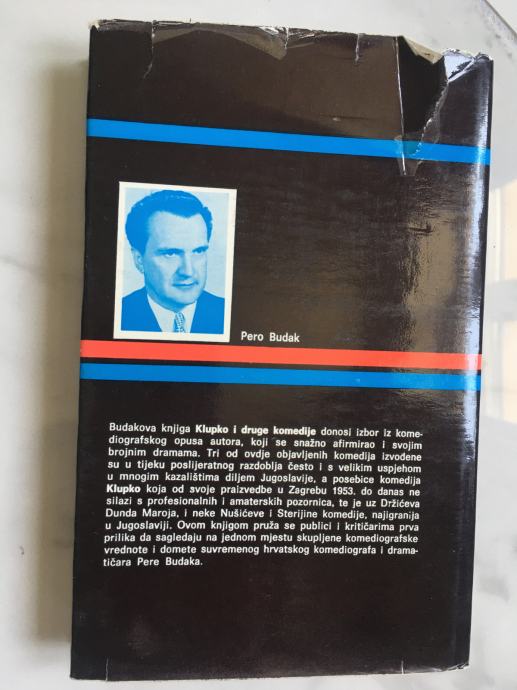 Pero Budak
Budakova knjiga Klupko i druge komedije donosi izbor iz kome-
diografskog opusa autora, koji se snažno afirmirao i svojim
brojnim dramama. Tri od ovdje objavljenih komedija izvođene
su u tijeku poslijeratnog razdoblja često i s velikim uspjehom
u mnogim kazalištima diljem Jugoslavije, a posebice komedija
Klupko koja od svoje praizvedbe u Zagrebu 1953. do danas ne
silazi s profesionalnih i amaterskih pozornica, te je uz Držićeva
Dunda Maroja, i neke Nušićeve i Sterijine komedije, najigranija
u Jugoslaviji. Ovom knjigom pruža se publici i kritičarima prva
prilika da sagledaju na jednom mjestu skupljene komediografske
vrednote i domete suvremenog hrvatskog komediografa i drama-
tičara Pere Budaka.